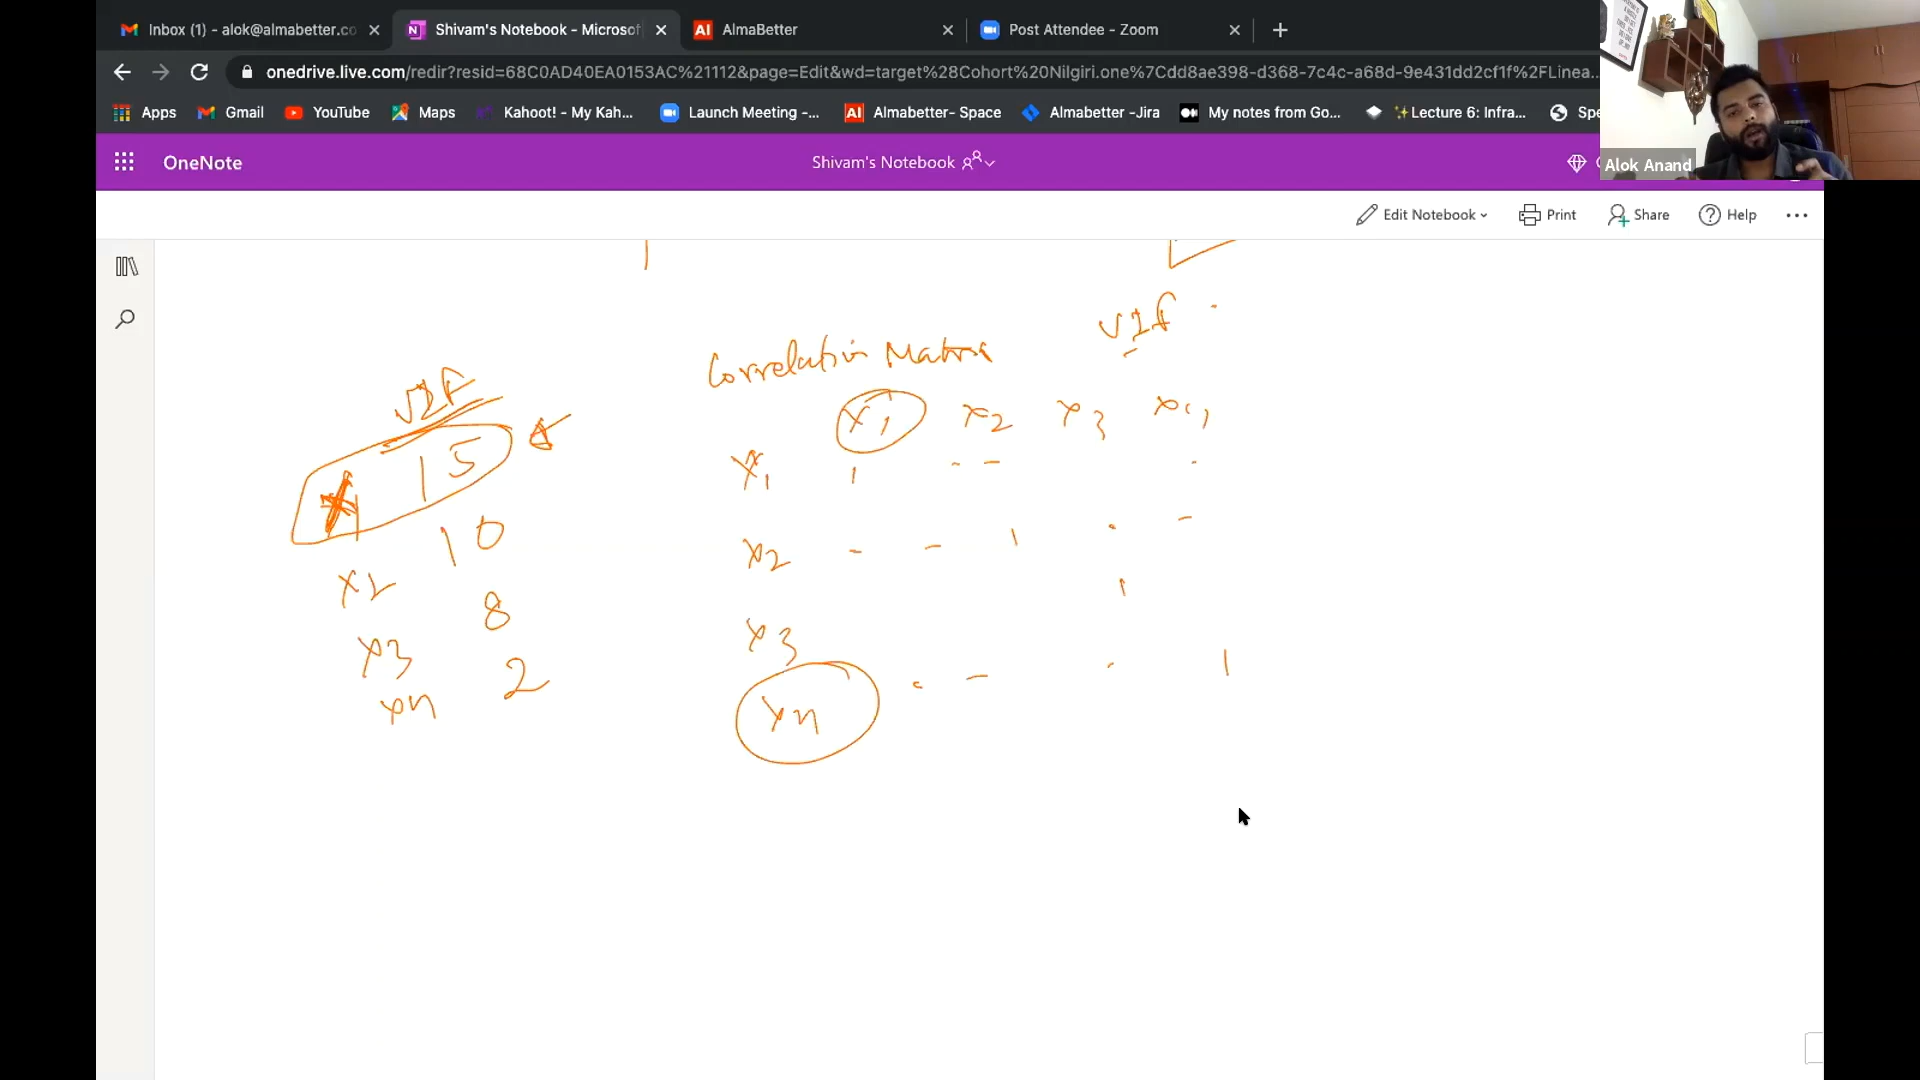 Inbox (1) - alok@almabetter.co
Shivam's Notebook - Microsof
AlmaBetter
Post Attendee - Zoom
onedrive.live.com/redir?resid=68C0AD40EA0153AC%21112&page=Edit&wd=target%28Cohort%20Nilgiri.one%7Cdd8ae398-d368-7c4c-a68d-9e431dd2cf1f%2FLinea...
Apps
Gmail
YouTube
Maps
Kahoot! - My Kah...
Launch Meeting -...
Almabetter- Space
Almabetter -Jira
My notes from Go...
✨Lecture 6: Infra...
Spe
Alok Anand
OneNote
Shivam's Notebook
Edit Notebook
Print
Share
Help
VIF
Correlation Matrix
x1 x2 x3
x1 1 - -
x2 - - 1 -
x3 1
xn - 1
VIF
15
x2 10
x3 8
xn 2